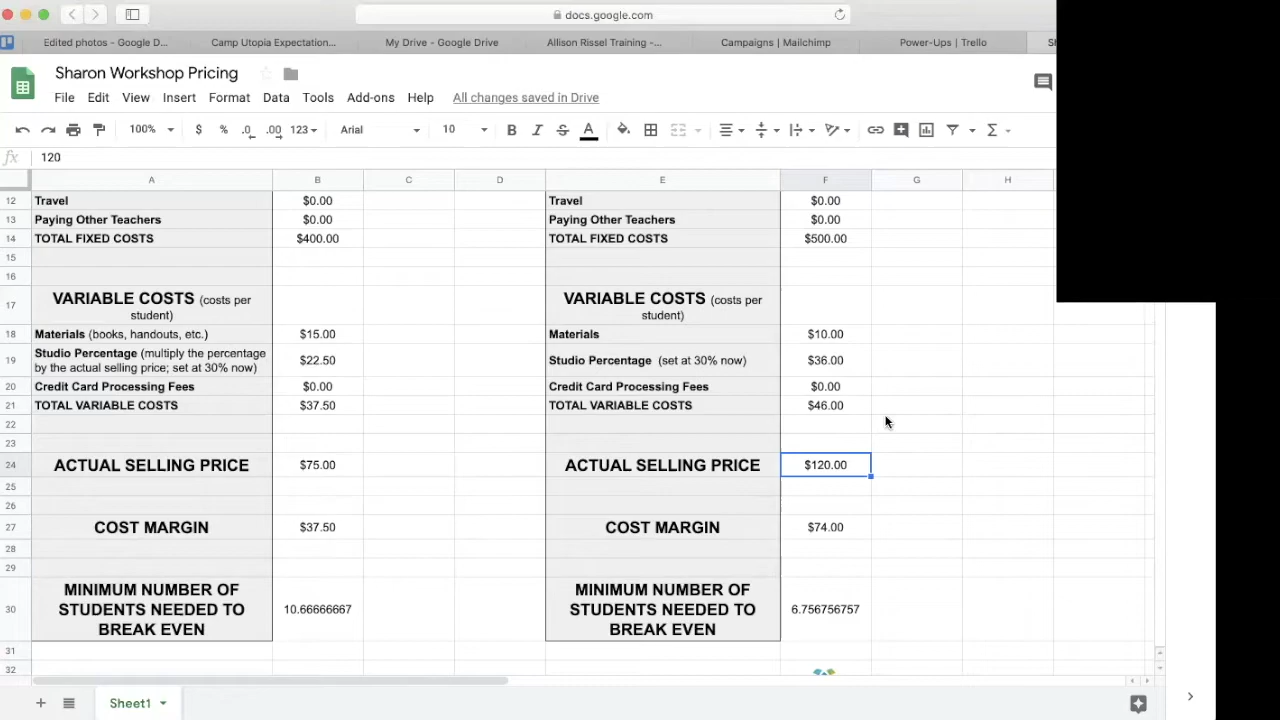 docs.google.com
Edited photos - Google D...
Camp Utopia Expectation...
My Drive - Google Drive
Allison Rissel Training -...
Campaigns | Mailchimp
Power-Ups | Trello
Sharon Workshop Pricing
File Edit View Insert Format Data Tools Add-ons Help All changes saved in Drive
100% $ % .0 .00 123 Arial 10 B I S A
fx 120
A B C D E F G H
12 Travel $0.00 Travel $0.00
13 Paying Other Teachers $0.00 Paying Other Teachers $0.00
14 TOTAL FIXED COSTS $400.00 TOTAL FIXED COSTS $500.00
15
16
17 VARIABLE COSTS (costs per student) VARIABLE COSTS (costs per student)
18 Materials (books, handouts, etc.) $15.00 Materials $10.00
19 Studio Percentage (multiply the percentage by the actual selling price; set at 30% now) $22.50 Studio Percentage (set at 30% now) $36.00
20 Credit Card Processing Fees $0.00 Credit Card Processing Fees $0.00
21 TOTAL VARIABLE COSTS $37.50 TOTAL VARIABLE COSTS $46.00
22
23
24 ACTUAL SELLING PRICE $75.00 ACTUAL SELLING PRICE $120.00
25
26
27 COST MARGIN $37.50 COST MARGIN $74.00
28
29
30 MINIMUM NUMBER OF STUDENTS NEEDED TO BREAK EVEN 10.66666667 MINIMUM NUMBER OF STUDENTS NEEDED TO BREAK EVEN 6.756756757
31
32
Sheet1